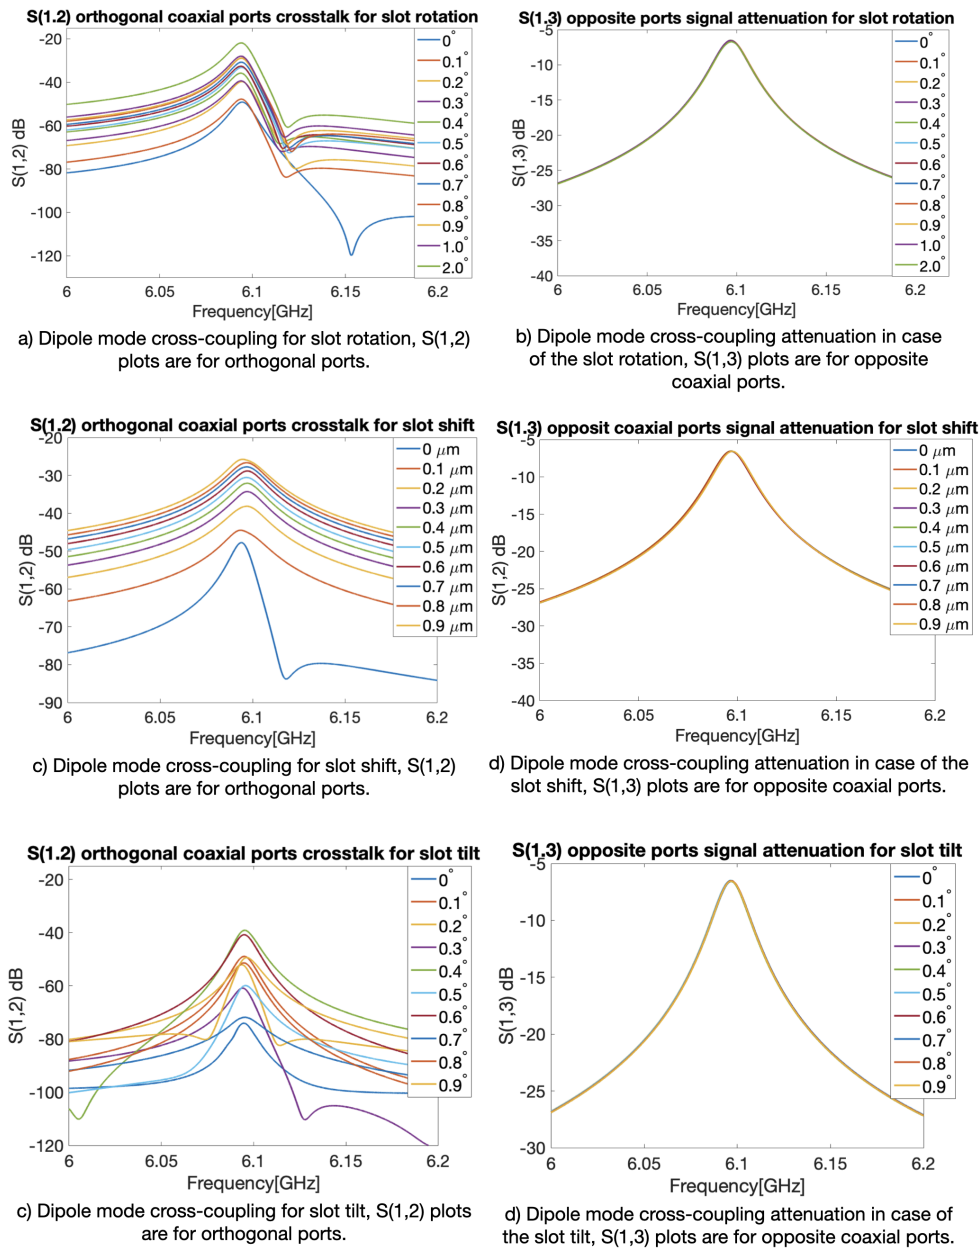 S(1.2) orthogonal coaxial ports crosstalk for slot rotation
-20
-40
-60
-80
-100
-120
S(1,2) dB
6
6.05
6.1
6.15
6.2
Frequency[GHz]
0°
0.1°
0.2°
0.3°
0.4°
0.5°
0.6°
0.7°
0.8°
0.9°
1.0°
2.0°
a) Dipole mode cross-coupling for slot rotation, S(1,2)
plots are for orthogonal ports.
S(1.3) opposite ports signal attenuation for slot rotation
-5
-10
-15
-20
-25
-30
-35
-40
S(1,3) dB
6
6.05
6.1
6.15
6.2
Frequency[GHz]
0°
0.1°
0.2°
0.3°
0.4°
0.5°
0.6°
0.7°
0.8°
0.9°
1.0°
2.0°
b) Dipole mode cross-coupling attenuation in case
of the slot rotation, S(1,3) plots are for opposite
coaxial ports.
S(1.2) orthogonal coaxial ports crosstalk for slot shift
-20
-30
-40
-50
-60
-70
-80
-90
S(1,2) dB
6
6.05
6.1
6.15
6.2
Frequency[GHz]
0 μm
0.1 μm
0.2 μm
0.3 μm
0.4 μm
0.5 μm
0.6 μm
0.7 μm
0.8 μm
0.9 μm
c) Dipole mode cross-coupling for slot shift, S(1,2)
plots are for orthogonal ports.
S(1.3) opposit coaxial ports signal attenuation for slot shift
-5
-10
-15
-20
-25
-30
-35
-40
S(1,2) dB
6
6.05
6.1
6.15
6.2
Frequency[GHz]
0 μm
0.1 μm
0.2 μm
0.3 μm
0.4 μm
0.5 μm
0.6 μm
0.7 μm
0.8 μm
0.9 μm
d) Dipole mode cross-coupling attenuation in case of the
slot shift, S(1,3) plots are for opposite coaxial ports.
S(1.2) orthogonal coaxial ports crosstalk for slot tilt
-20
-40
-60
-80
-100
-120
S(1,2) dB
6
6.05
6.1
6.15
6.2
Frequency[GHz]
0°
0.1°
0.2°
0.3°
0.4°
0.5°
0.6°
0.7°
0.8°
0.9°
c) Dipole mode cross-coupling for slot tilt, S(1,2) plots
are for orthogonal ports.
S(1.3) opposite ports signal attenuation for slot tilt
-5
-10
-15
-20
-25
-30
S(1,3) dB
6
6.05
6.1
6.15
6.2
Frequency[GHz]
0°
0.1°
0.2°
0.3°
0.4°
0.5°
0.6°
0.7°
0.8°
0.9°
d) Dipole mode cross-coupling attenuation in case of
the slot tilt, S(1,3) plots are for opposite coaxial ports.